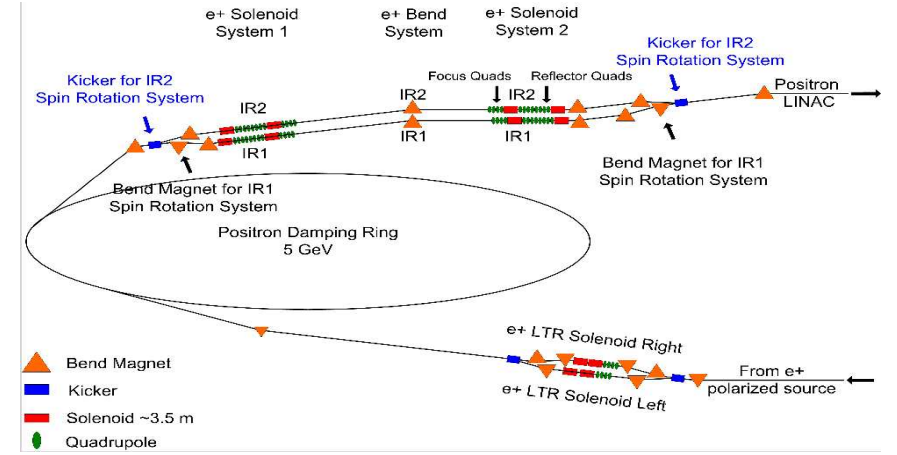 e+ Solenoid
System 1
e+ Bend
System
e+ Solenoid
System 2
Kicker for IR2
Spin Rotation System
Kicker for IR2
Spin Rotation System
Focus Quads
Reflector Quads
Positron
LINAC
IR2
IR2
IR2
IR1
IR1
IR1
Bend Magnet for IR1
Spin Rotation System
Bend Magnet for IR1
Spin Rotation System
Positron Damping Ring
5 GeV
e+ LTR Solenoid Right
e+ LTR Solenoid Left
From e+
polarized source
Bend Magnet
Kicker
Solenoid ~3.5 m
Quadrupole